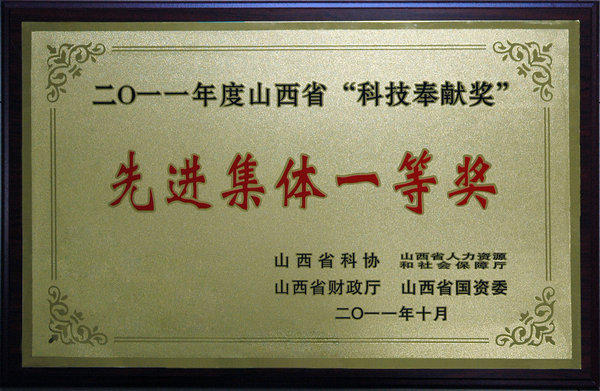 二〇一一年度山西省“科技奉献奖”
先进集体一等奖
山西省科协 山西省人力资源和社会保障厅
山西省财政厅 山西省国资委
二〇一一年十月